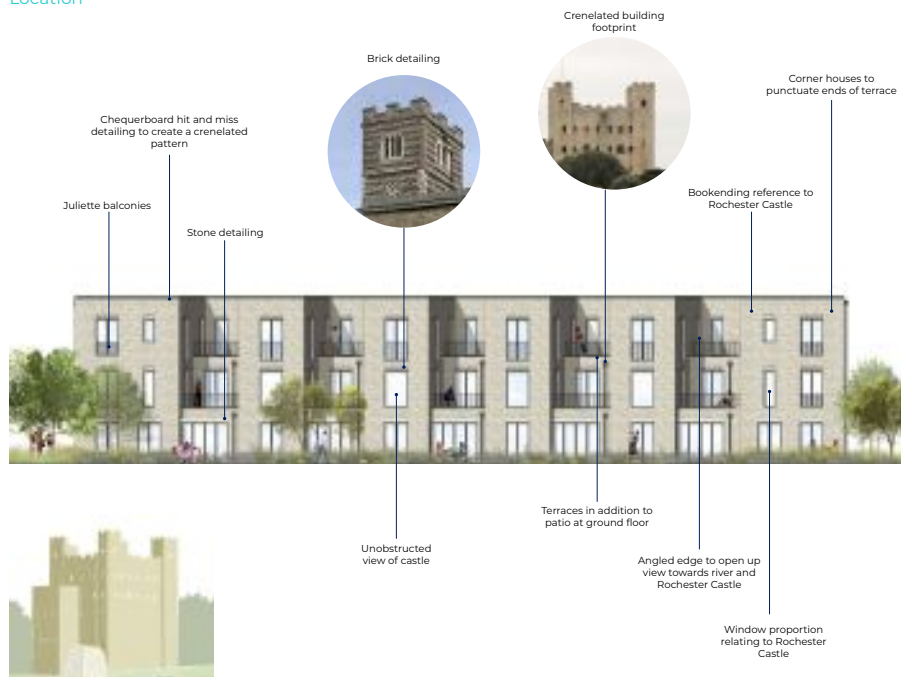 Location
Crenelated building
footprint
Brick detailing
Corner houses to
punctuate ends of terrace
Chequerboard hit and miss
detailing to create a crenelated
pattern
Bookending reference to
Rochester Castle
Juliette balconies
Stone detailing
Terraces in addition to
patio at ground floor
Unobstructed
view of castle
Angled edge to open up
view towards river and
Rochester Castle
Window proportion
relating to Rochester
Castle